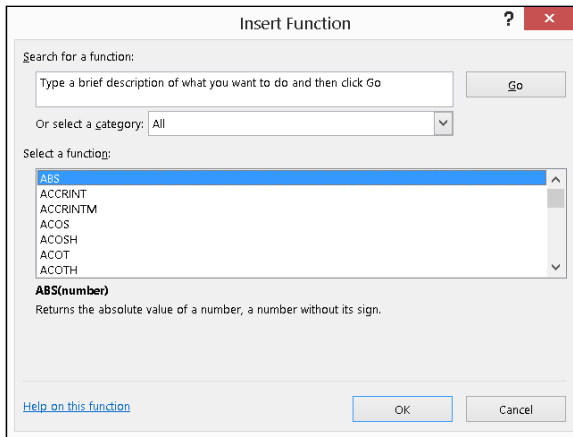 Insert Function
?
x
Search for a function:
Type a brief description of what you want to do and then click Go
Go
Or select a category: All
Select a function:
ABS
ACCRINT
ACCRINTM
ACOS
ACOSH
ACOT
ACOTH
ABS(number)
Returns the absolute value of a number, a number without its sign.
Help on this function
OK
Cancel